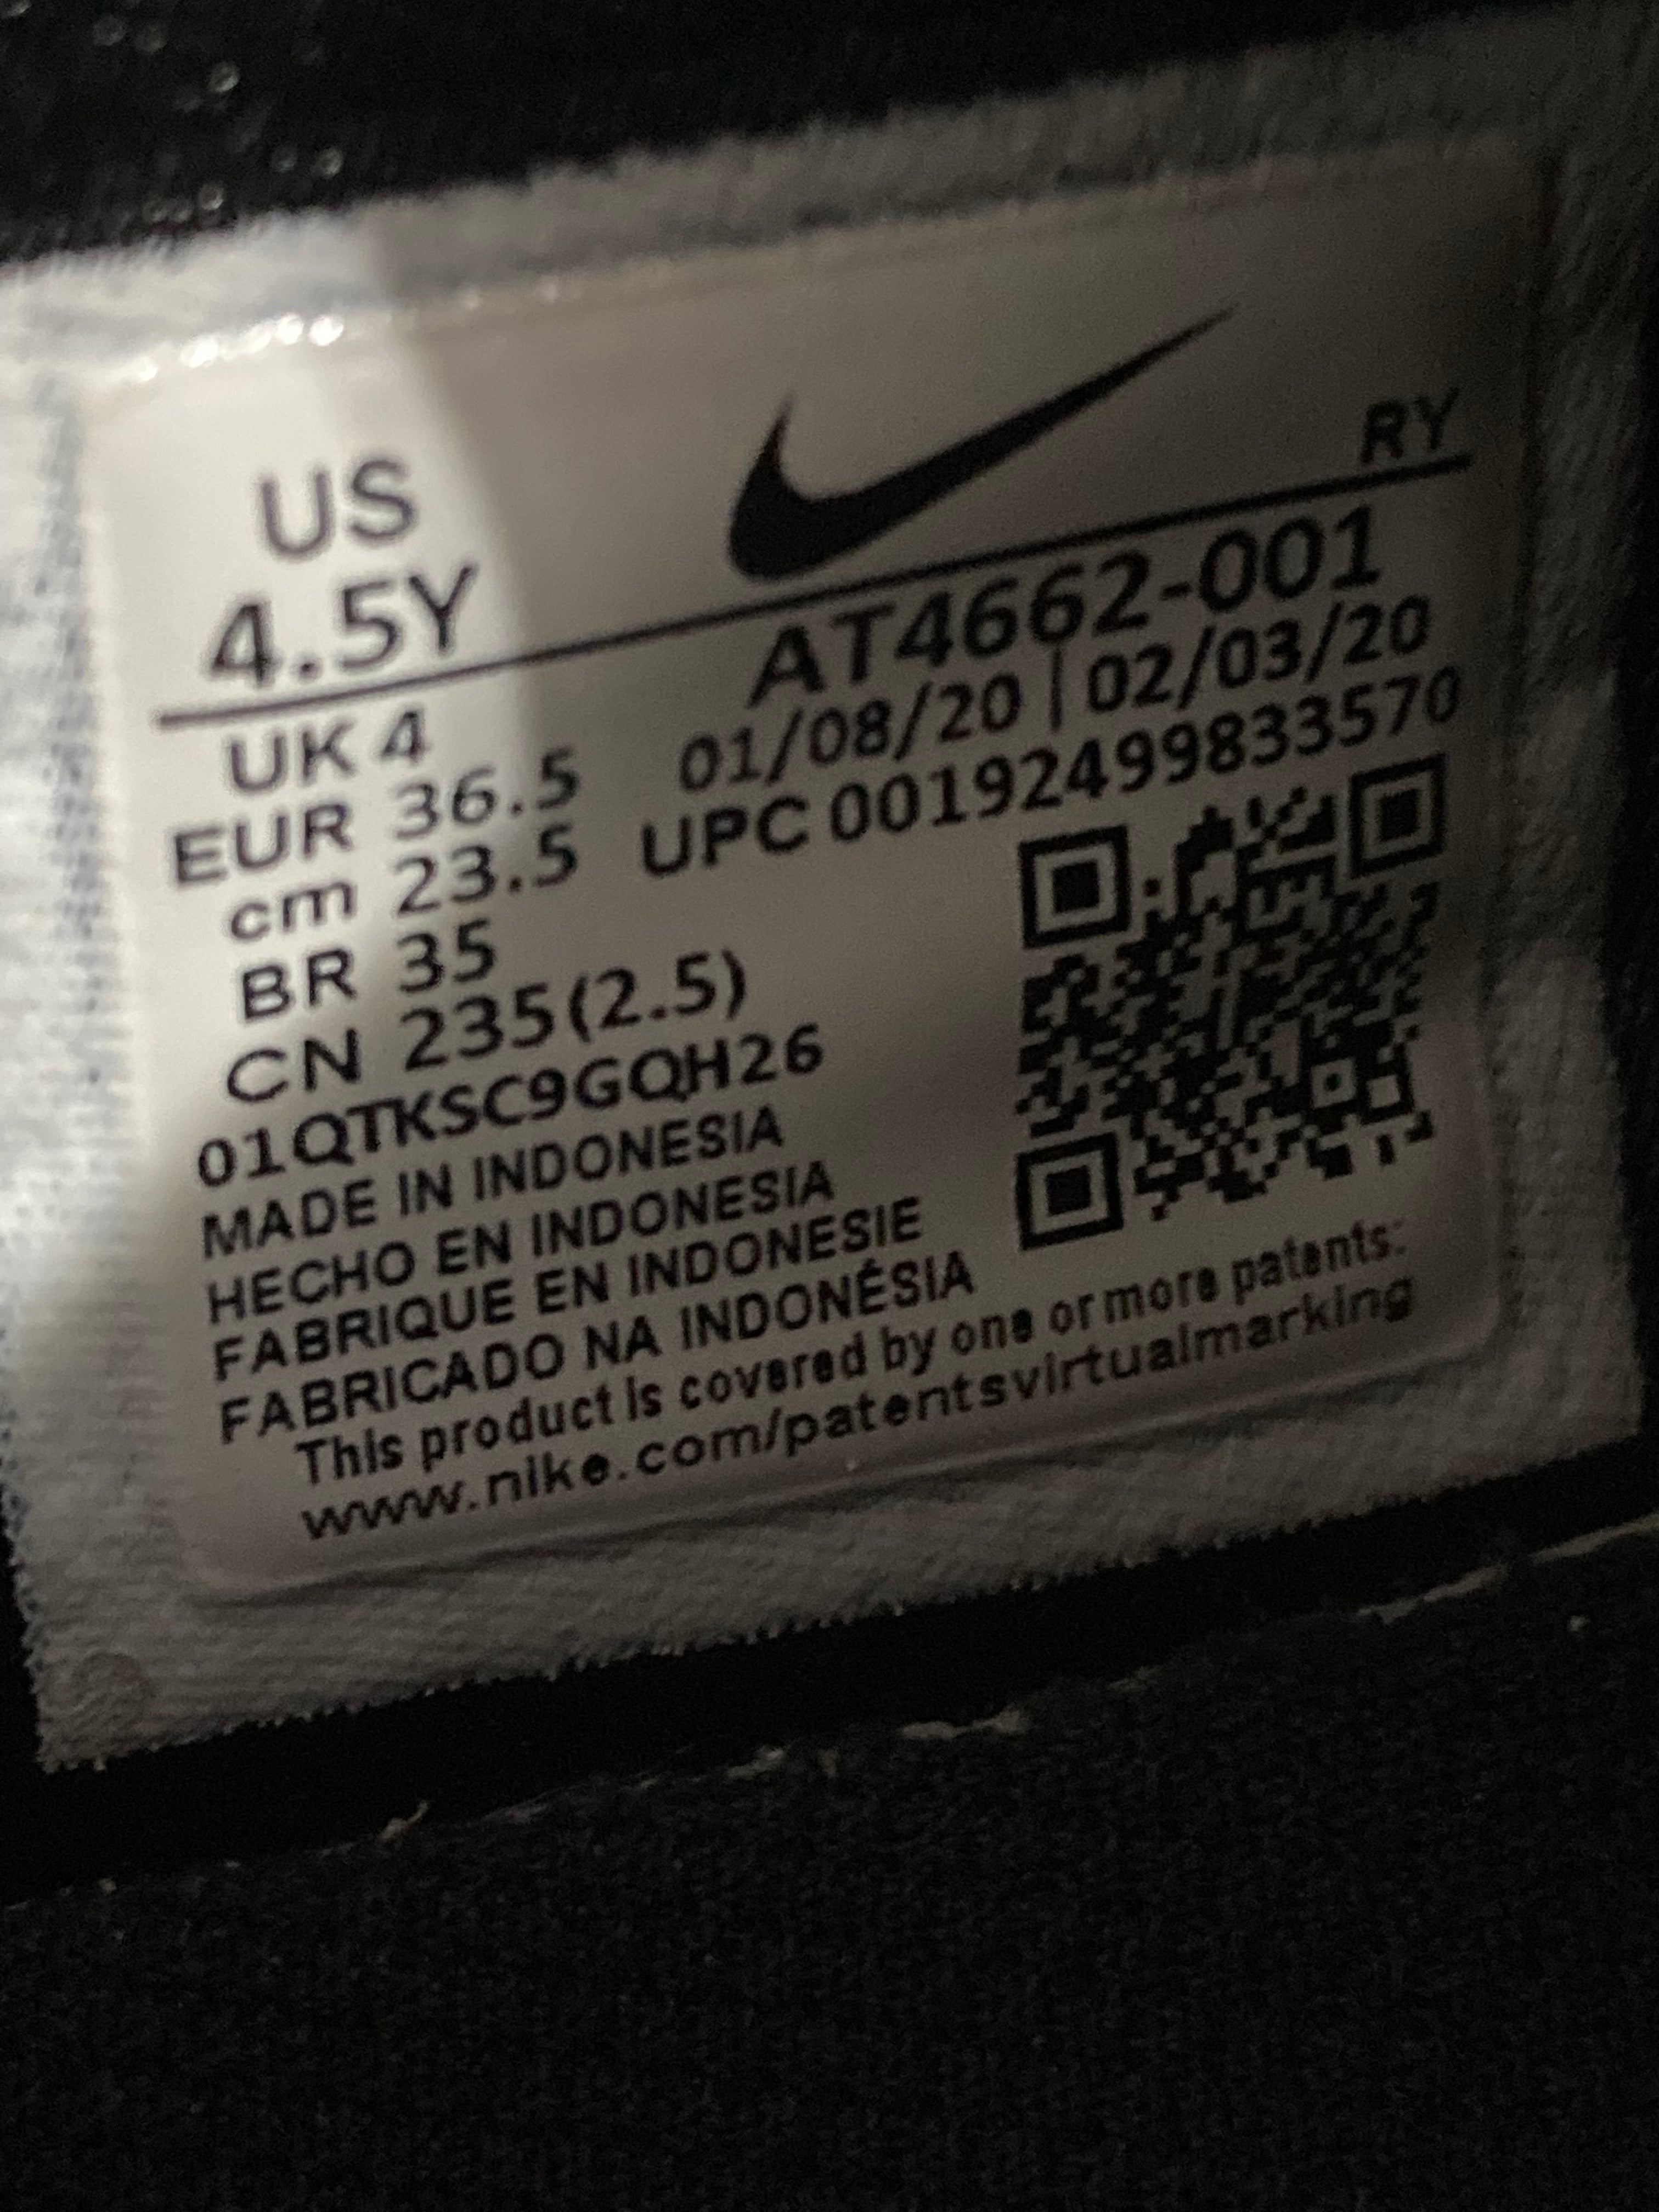 US
4.5Y
RY
UK 4
EUR 36.5
cm 23.5
BR 35
CN 235(2.5)
AT4662-001
01/08/20 | 02/03/20
UPC 00192499833570
01QTKSC9GQH26
MADE IN INDONESIA
HECHO EN INDONESIA
FABRIQUE EN INDONESIE
FABRICADO NA INDONÉSIA
This product is covered by one or more patents:
www.nike.com/patentsvirtualmarking